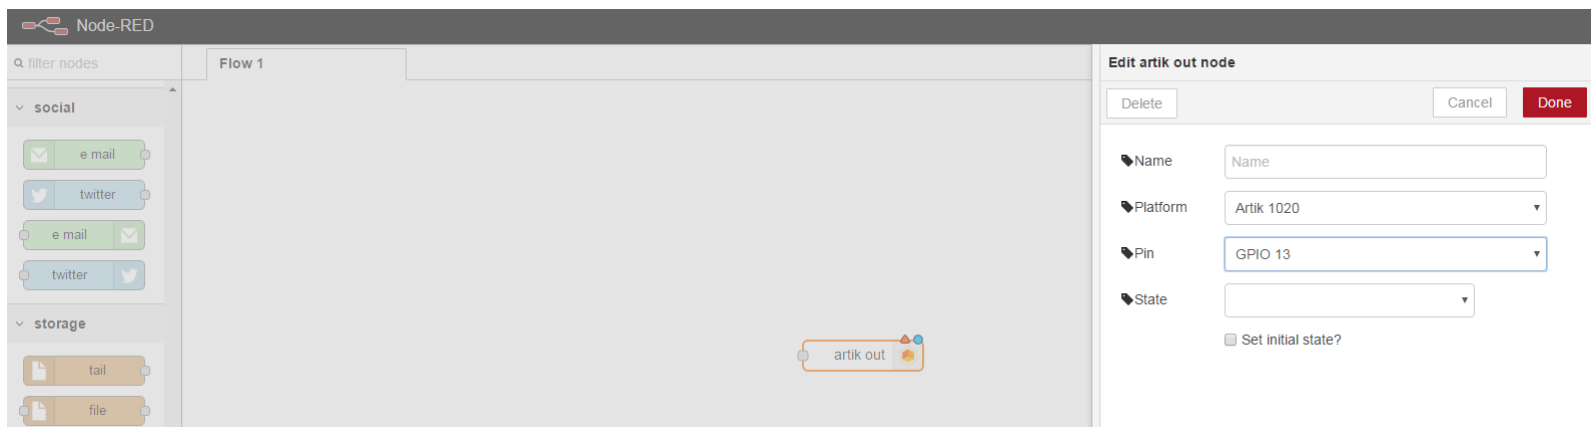 Node-RED
filter nodes
Flow 1
social
e mail
twitter
e mail
twitter
storage
tail
file
artik out
Edit artik out node
Delete
Cancel
Done
Name
Name
Platform
Artik 1020
Pin
GPIO 13
State
Set initial state?